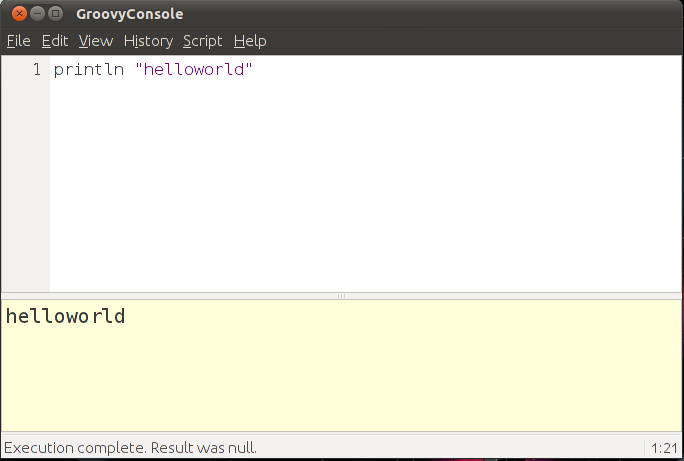 GroovyConsole
File Edit View History Script Help
1 println "helloworld"
helloworld
Execution complete. Result was null. 1:21